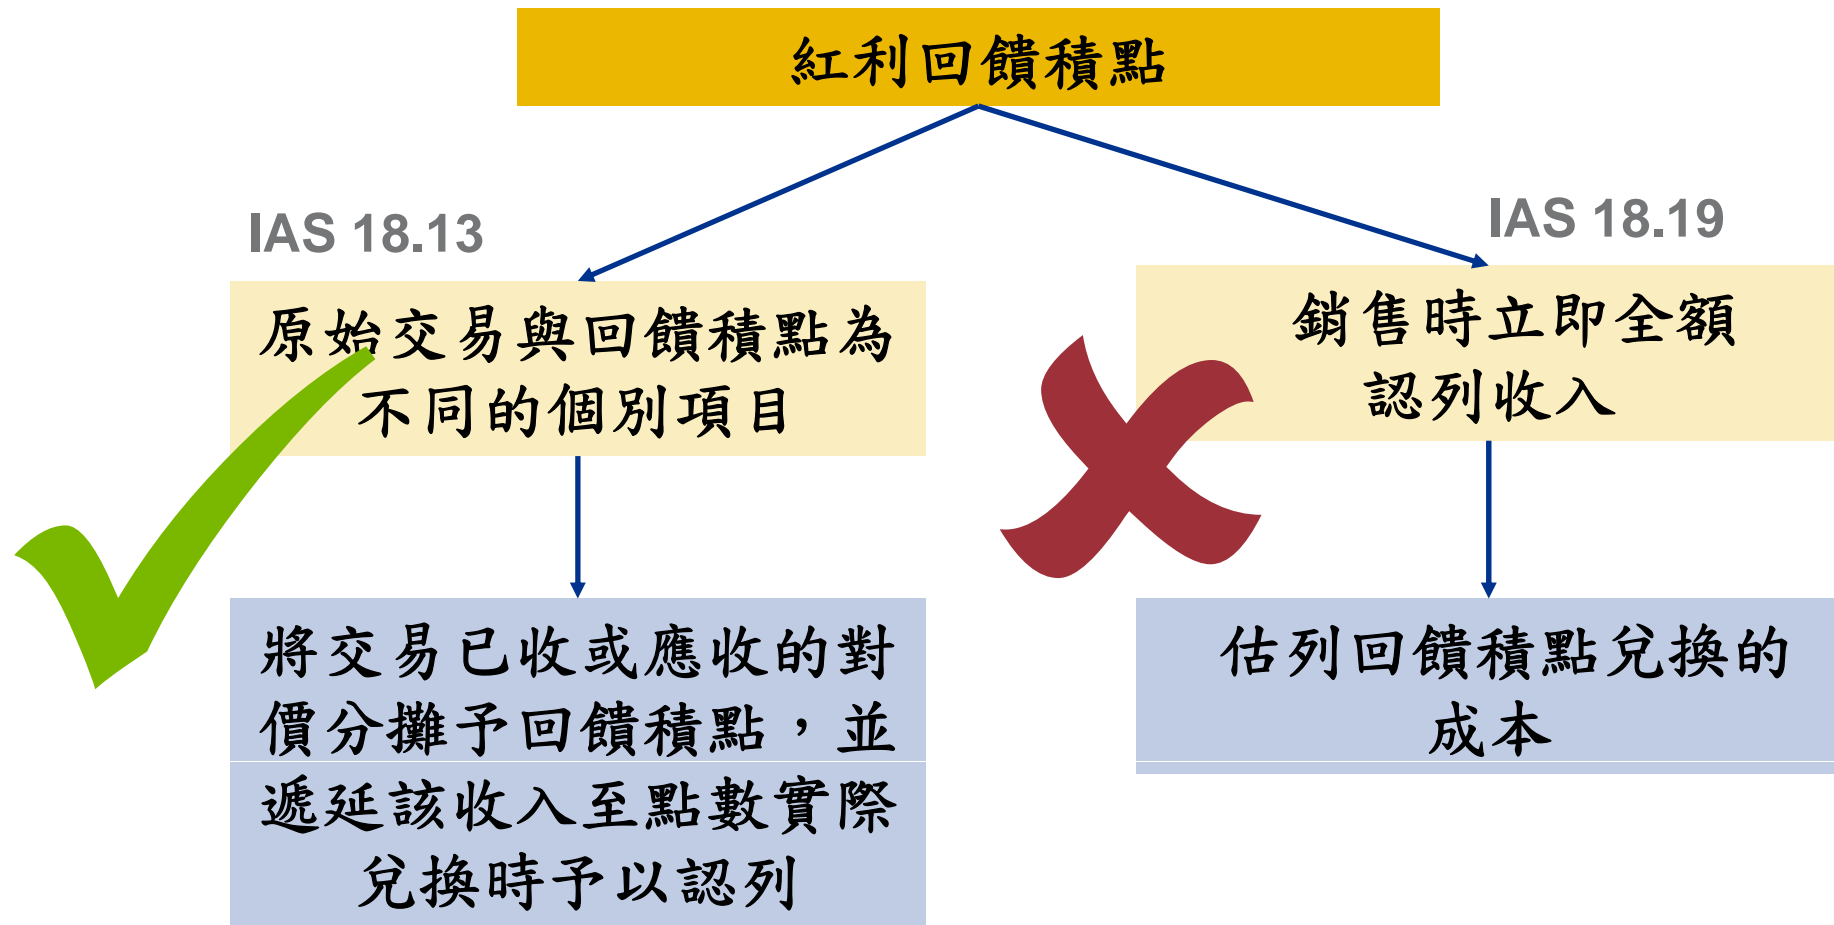 紅利回饋積點
IAS 18.13
原始交易與回饋積點為
不同的個別項目
將交易已收或應收的對
價分攤予回饋積點，並
遞延該收入至點數實際
兌換時予以認列
IAS 18.19
銷售時立即全額
認列收入
估列回饋積點兌換的
成本